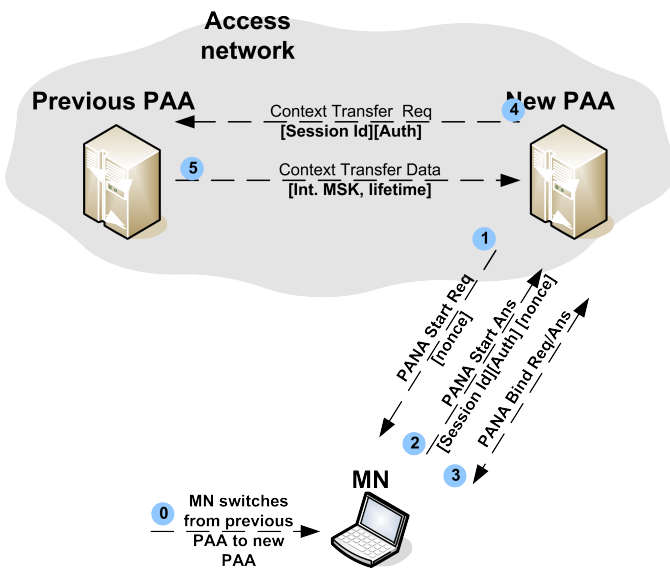 Access
network
Previous PAA
New PAA
4
Context Transfer Req
[Session Id][Auth]
5
Context Transfer Data
[Int. MSK, lifetime]
1
PANA Start Req
[nonce]
PANA Start Ans
[Session Id][Auth] [nonce]
PANA Bind Req/Ans
2
3
MN
0
MN switches
from previous
PAA to new
PAA